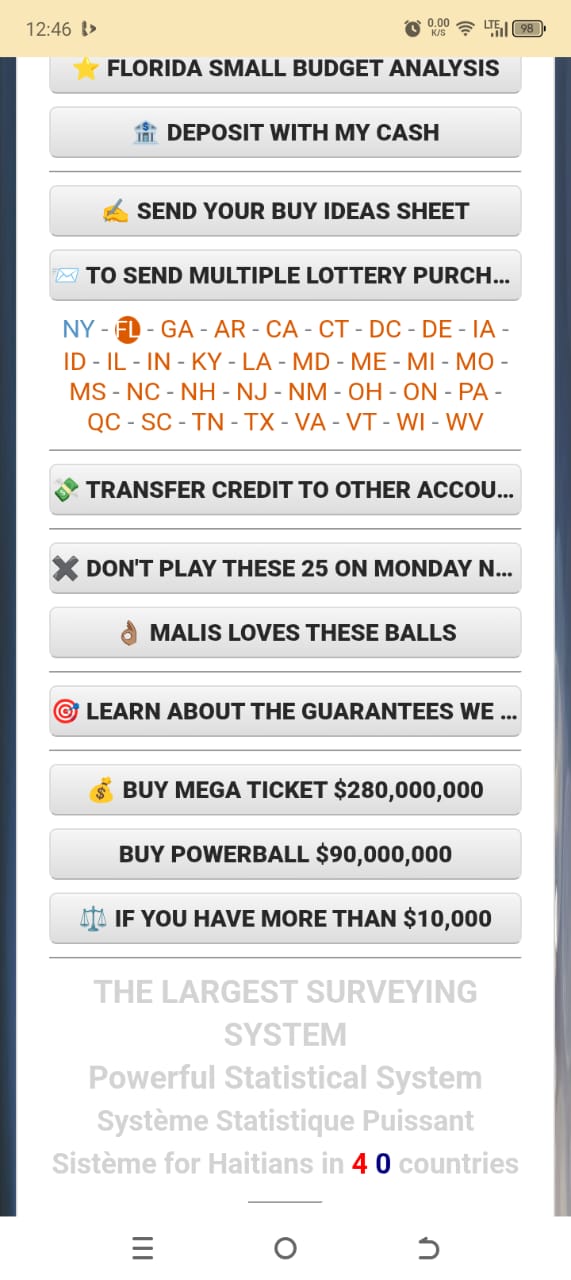 12:46
0.00
K/S
LTE
98
FLORIDA SMALL BUDGET ANALYSIS
DEPOSIT WITH MY CASH
SEND YOUR BUY IDEAS SHEET
TO SEND MULTIPLE LOTTERY PURCH...
NY - FL - GA - AR - CA - CT - DC - DE - IA -
ID - IL - IN - KY - LA - MD - ME - MI - MO -
MS - NC - NH - NJ - NM - OH - ON - PA -
QC - SC - TN - TX - VA - VT - WI - WV
TRANSFER CREDIT TO OTHER ACCOU...
DON'T PLAY THESE 25 ON MONDAY N...
MALIS LOVES THESE BALLS
LEARN ABOUT THE GUARANTEES WE ...
BUY MEGA TICKET $280,000,000
BUY POWERBALL $90,000,000
IF YOU HAVE MORE THAN $10,000
THE LARGEST SURVEYING
SYSTEM
Powerful Statistical System
Système Statistique Puissant
Sistème for Haitians in 4 0 countries